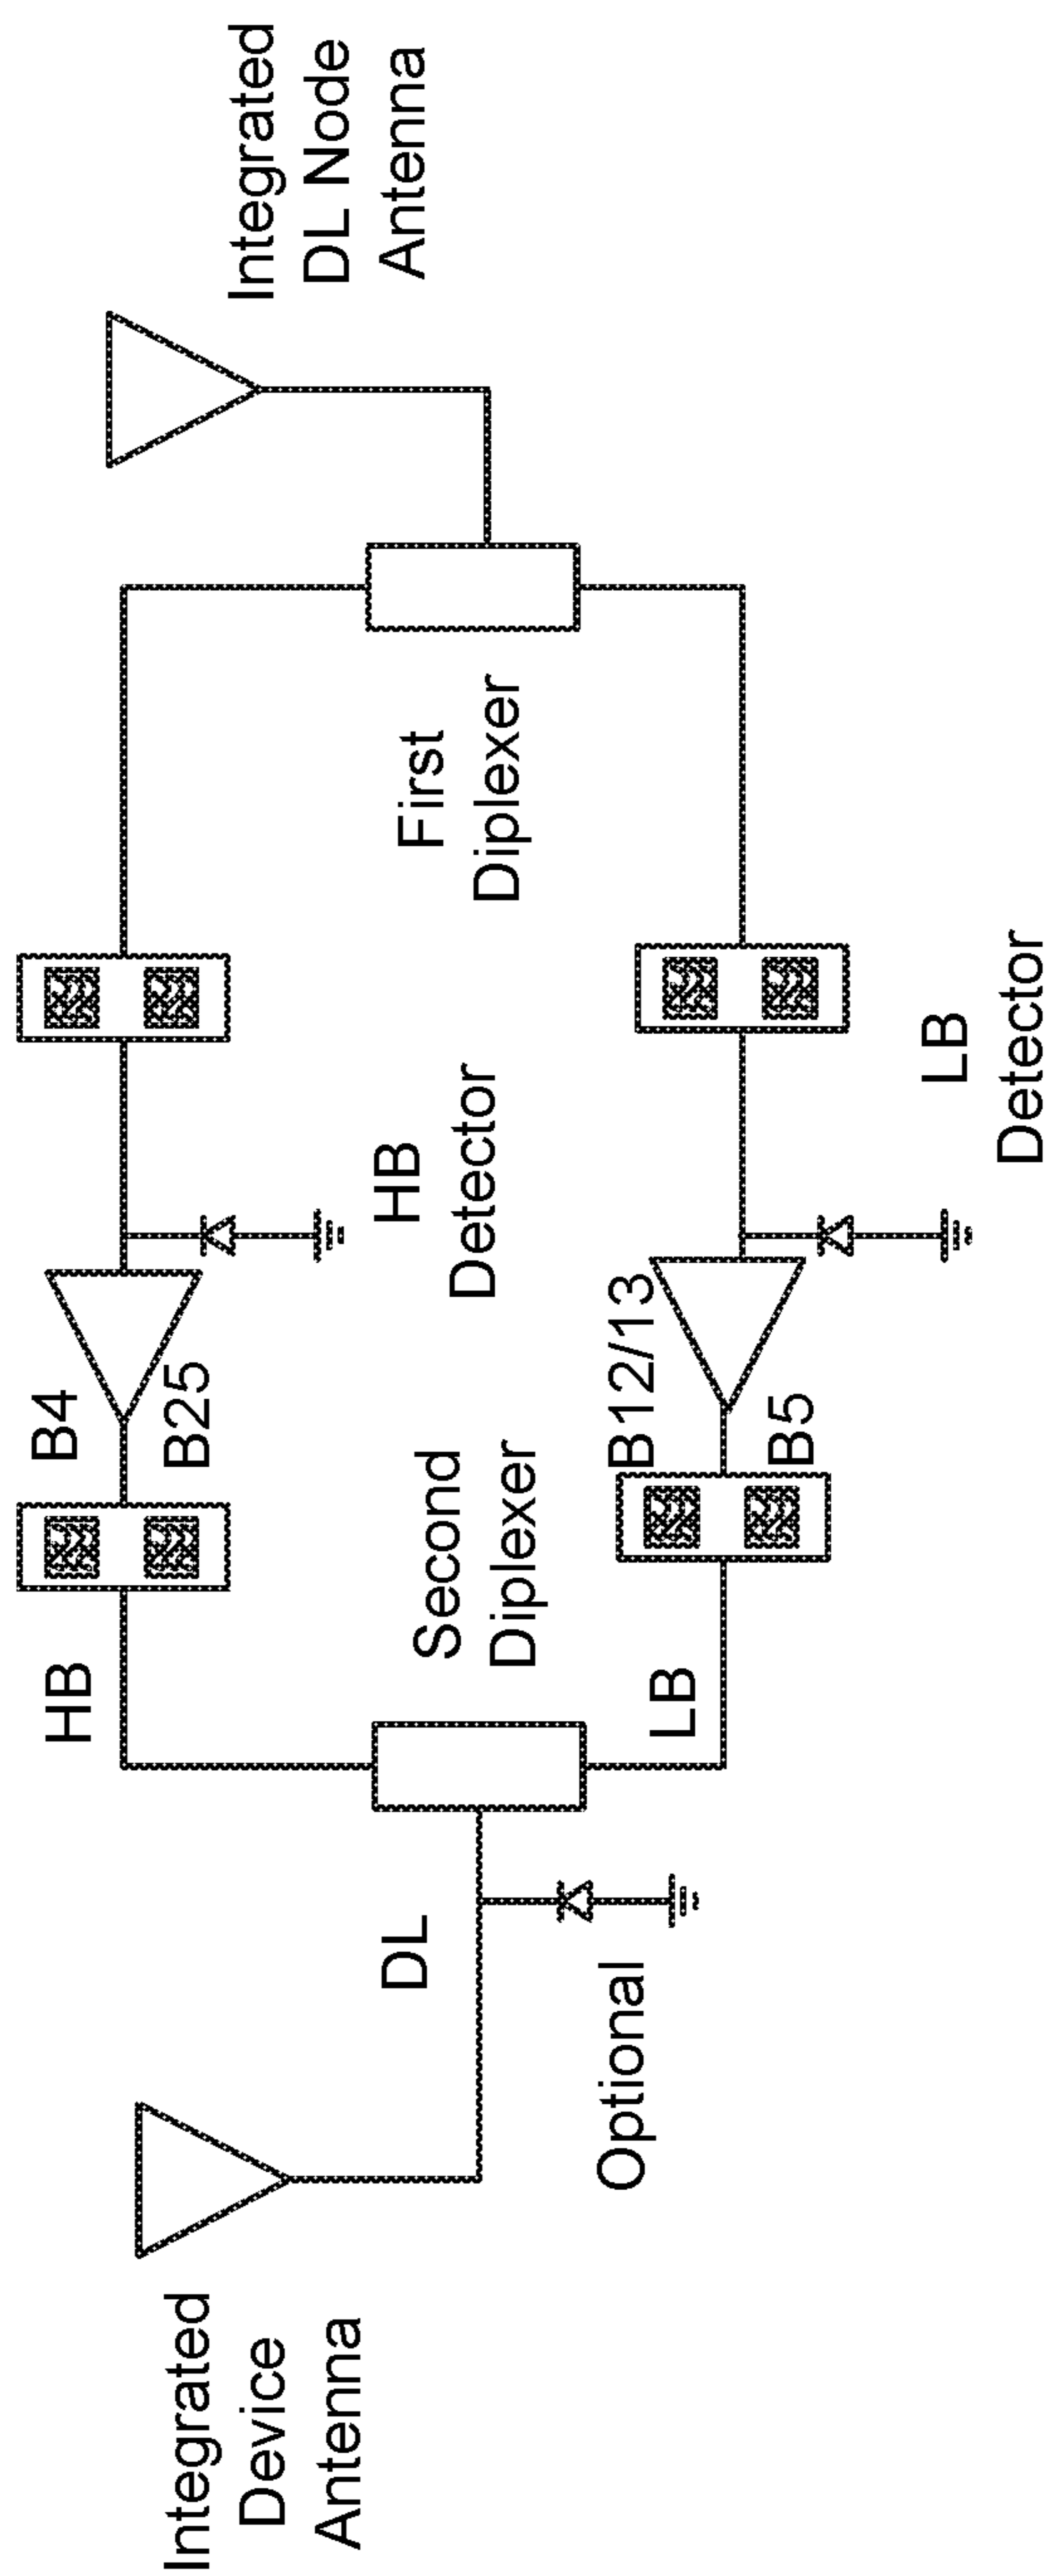 Integrated
Device
Antenna
DL
Optional
HB
Second
Diplexer
LB
B4
B25
B12/13
B5
HB
Detector
LB
Detector
First
Diplexer
Integrated
DL Node
Antenna